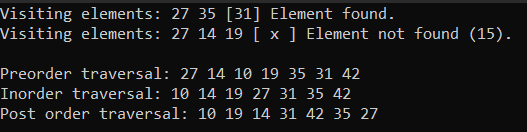 Visiting elements: 27 35 [31] Element found.
Visiting elements: 27 14 19 [ x ] Element not found (15).
Preorder traversal: 27 14 10 19 35 31 42
Inorder traversal: 10 14 19 27 31 35 42
Post order traversal: 10 19 14 31 42 35 27